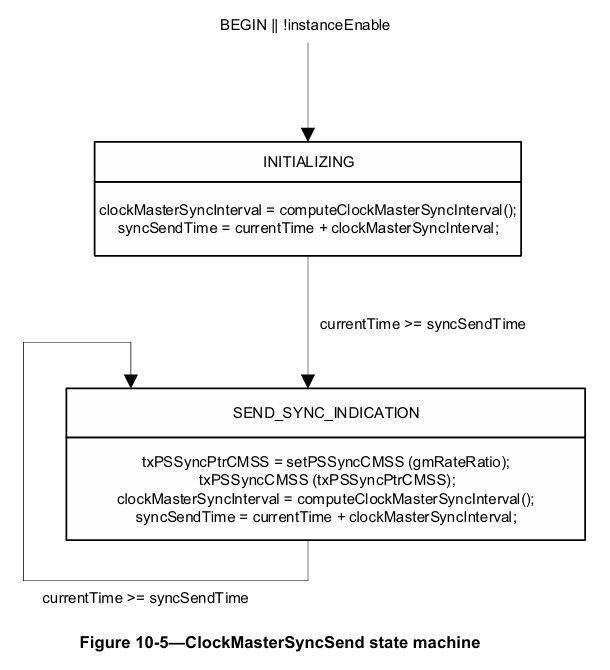 BEGIN || !instanceEnable
INITIALIZING
clockMasterSyncInterval = computeClockMasterSyncInterval();
syncSendTime = currentTime + clockMasterSyncInterval;
currentTime >= syncSendTime
SEND_SYNC_INDICATION
txPSSyncPtrCMSS = setPSSyncCMSS (gmRateRatio);
txPSSyncCMSS (txPSSyncPtrCMSS);
clockMasterSyncInterval = computeClockMasterSyncInterval();
syncSendTime = currentTime + clockMasterSyncInterval;
currentTime >= syncSendTime
Figure 10-5—ClockMasterSyncSend state machine